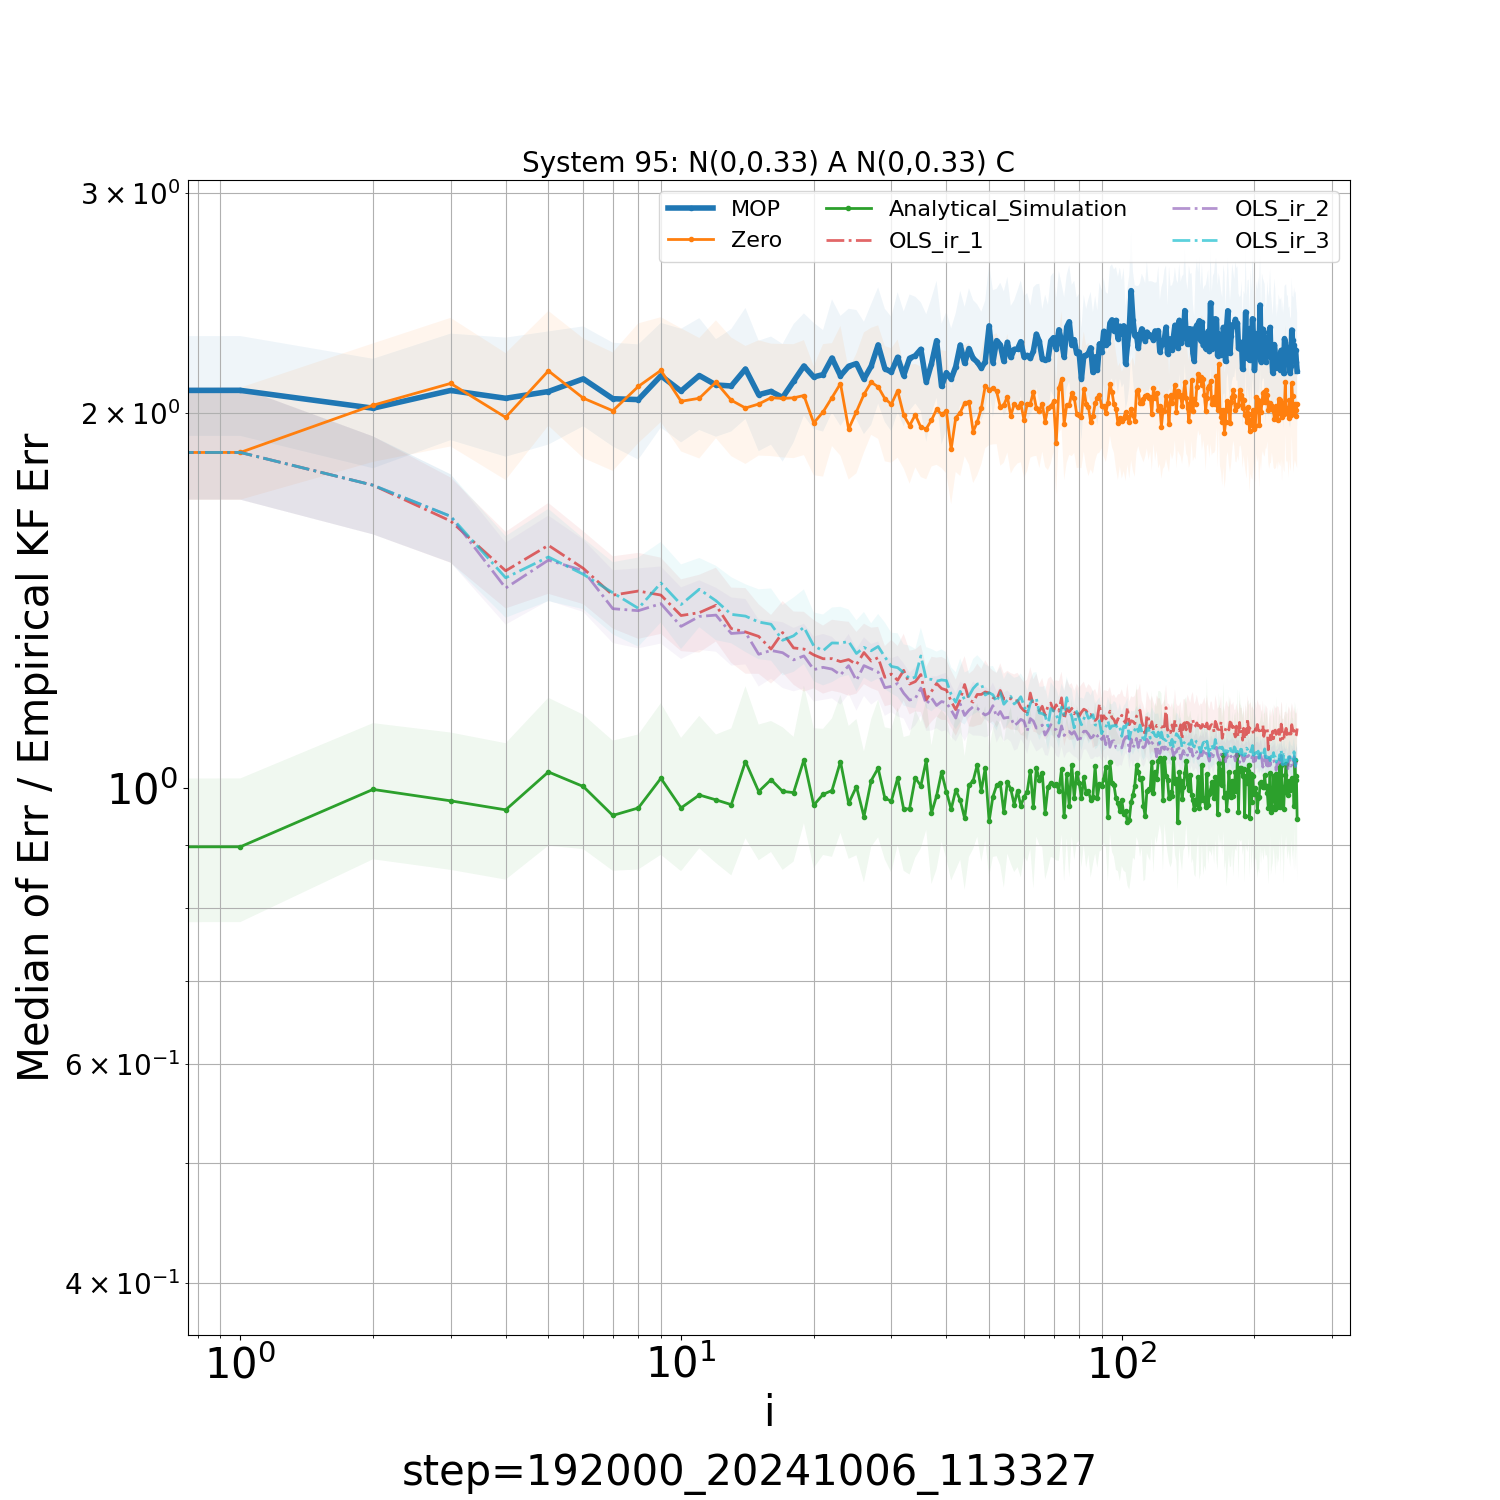 System 95: N(0,0.33) A N(0,0.33) C
MOP
Zero
Analytical_Simulation
OLS_ir_1
OLS_ir_2
OLS_ir_3
Median of Err / Empirical KF Err
3 × 10⁰
2 × 10⁰
10⁰
6 × 10⁻¹
4 × 10⁻¹
10⁰ 10¹ 10²
i
step=192000_20241006_113327